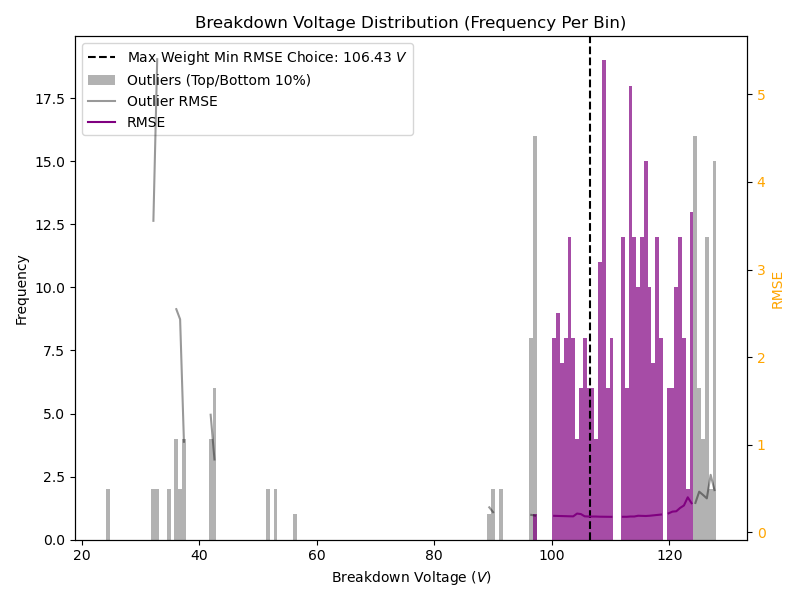 Breakdown Voltage Distribution (Frequency Per Bin)
Max Weight Min RMSE Choice: 106.43 V
Outliers (Top/Bottom 10%)
Outlier RMSE
RMSE
17.5
15.0
12.5
10.0
7.5
5.0
2.5
0.0
Frequency
5
4
3
2
1
0
RMSE
20 40 60 80 100 120
Breakdown Voltage (V)